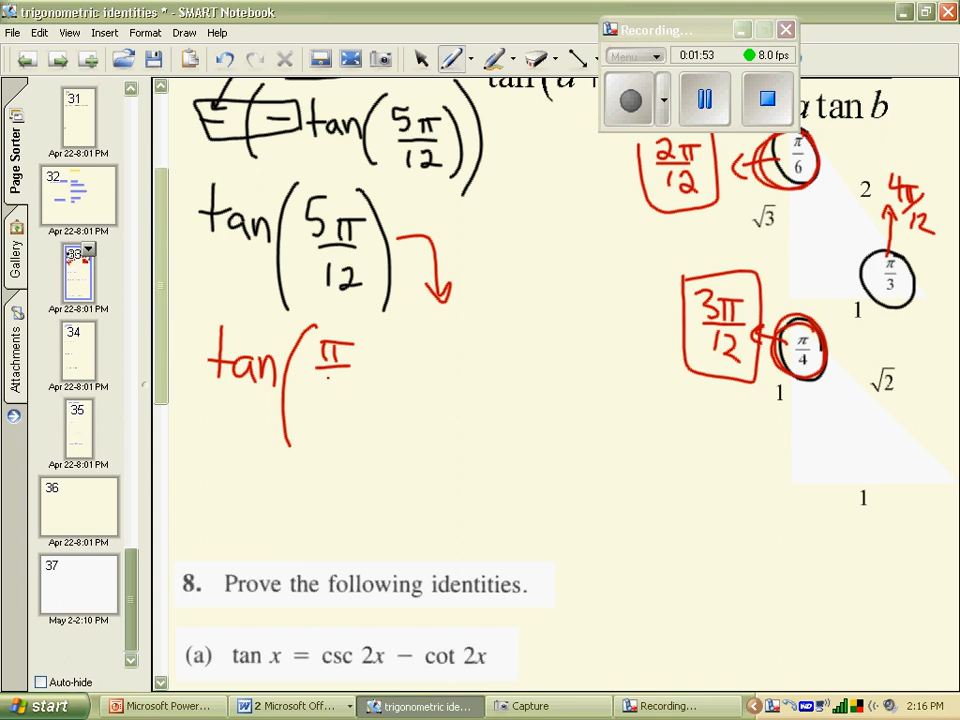 trigonometric identities * - SMART Notebook
File Edit View Insert Format Draw Help
Recording...
Menu
0:01:53
8.0 fps
Page Sorter
Gallery
Attachments
31
Apr 22-8:01 PM
32
Apr 22-8:01 PM
33
Apr 22-8:01 PM
34
Apr 22-8:01 PM
35
Apr 22-8:01 PM
36
Apr 22-8:01 PM
37
May 2-2:10 PM
Auto-hide
tan(a +
a tan b
(- tan(5π/12))
tan(5π/12)
tan(π
2π/12
π/6
√3
2
4π/12
π/3
1
3π/12
π/4
1
√2
1
8. Prove the following identities.
(a) tan x = csc 2x − cot 2x
start
Microsoft Power...
2 Microsoft Off...
trigonometric ide...
Capture
Recording...
2:16 PM